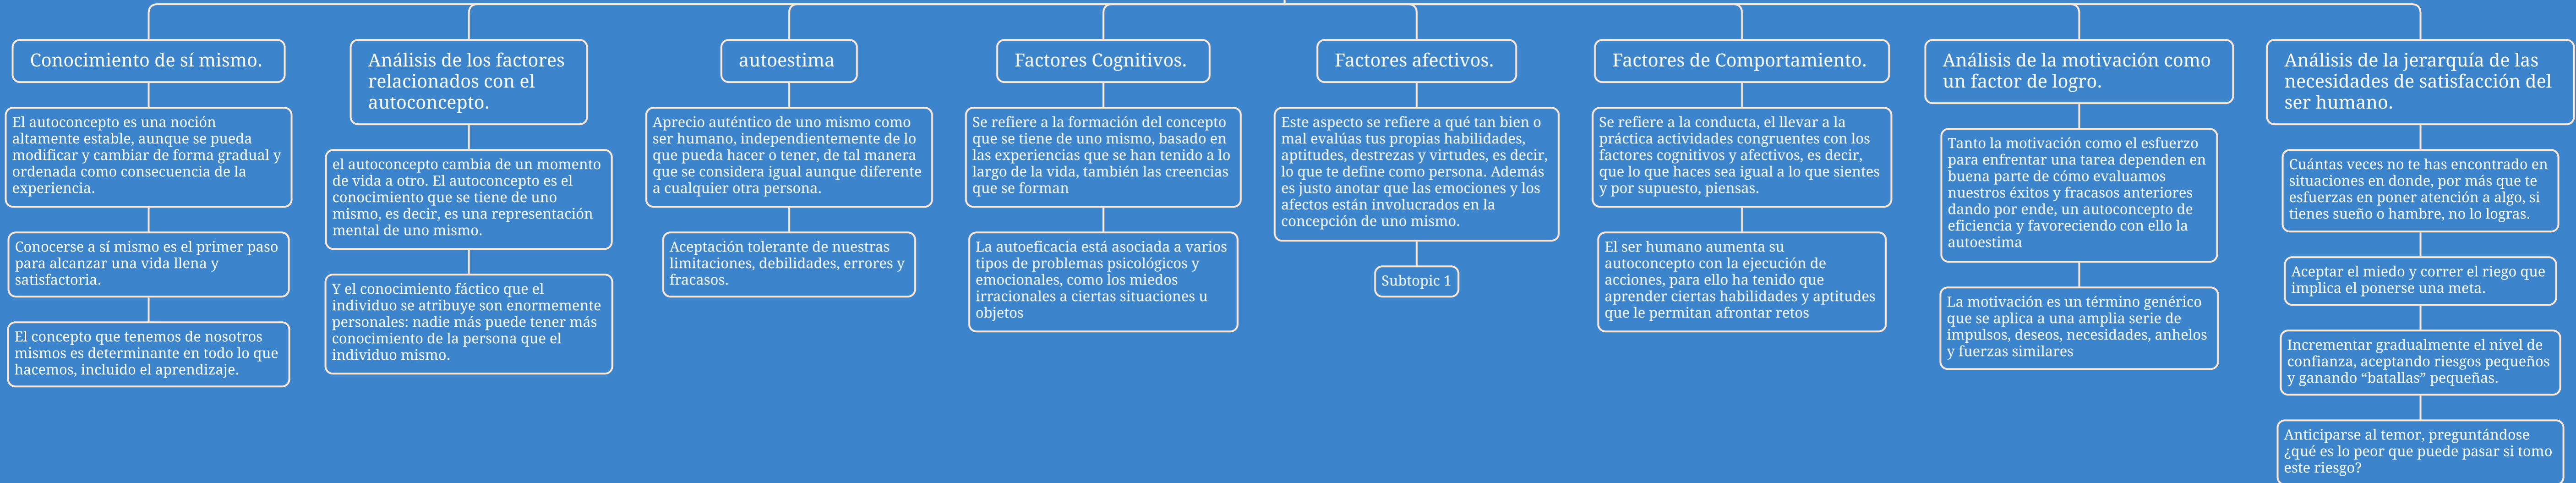 Conocimiento de sí mismo.
El autoconcepto es una noción
altamente estable, aunque se pueda
modificar y cambiar de forma gradual y
ordenada como consecuencia de la
experiencia.
Conocerse a sí mismo es el primer paso
para alcanzar una vida llena y
satisfactoria.
El concepto que tenemos de nosotros
mismos es determinante en todo lo que
hacemos, incluido el aprendizaje.
Análisis de los factores
relacionados con el
autoconcepto.
el autoconcepto cambia de un momento
de vida a otro. El autoconcepto es el
conocimiento que se tiene de uno
mismo, es decir, es una representación
mental de uno mismo.
Y el conocimiento fáctico que el
individuo se atribuye son enormemente
personales: nadie más puede tener más
conocimiento de la persona que el
individuo mismo.
autoestima
Aprecio auténtico de uno mismo como
ser humano, independientemente de lo
que pueda hacer o tener, de tal manera
que se considera igual aunque diferente
a cualquier otra persona.
Aceptación tolerante de nuestras
limitaciones, debilidades, errores y
fracasos.
Factores Cognitivos.
Se refiere a la formación del concepto
que se tiene de uno mismo, basado en
las experiencias que se han tenido a lo
largo de la vida, también las creencias
que se forman
La autoeficacia está asociada a varios
tipos de problemas psicológicos y
emocionales, como los miedos
irracionales a ciertas situaciones u
objetos
Factores afectivos.
Este aspecto se refiere a qué tan bien o
mal evalúas tus propias habilidades,
aptitudes, destrezas y virtudes, es decir,
lo que te define como persona. Además
es justo anotar que las emociones y los
afectos están involucrados en la
concepción de uno mismo.
Subtopic 1
Factores de Comportamiento.
Se refiere a la conducta, el llevar a la
práctica actividades congruentes con los
factores cognitivos y afectivos, es decir,
que lo que haces sea igual a lo que sientes
y por supuesto, piensas.
El ser humano aumenta su
autoconcepto con la ejecución de
acciones, para ello ha tenido que
aprender ciertas habilidades y aptitudes
que le permitan afrontar retos
Análisis de la motivación como
un factor de logro.
Tanto la motivación como el esfuerzo
para enfrentar una tarea dependen en
buena parte de cómo evaluamos
nuestros éxitos y fracasos anteriores
dando por ende, un autoconcepto de
eficiencia y favoreciendo con ello la
autoestima
La motivación es un término genérico
que se aplica a una amplia serie de
impulsos, deseos, necesidades, anhelos
y fuerzas similares
Análisis de la jerarquía de las
necesidades de satisfacción del
ser humano.
Cuántas veces no te has encontrado en
situaciones en donde, por más que te
esfuerzas en poner atención a algo, si
tienes sueño o hambre, no lo logras.
Aceptar el miedo y correr el riego que
implica el ponerse una meta.
Incrementar gradualmente el nivel de
confianza, aceptando riesgos pequeños
y ganando “batallas” pequeñas.
Anticiparse al temor, preguntándose
¿qué es lo peor que puede pasar si tomo
este riesgo?